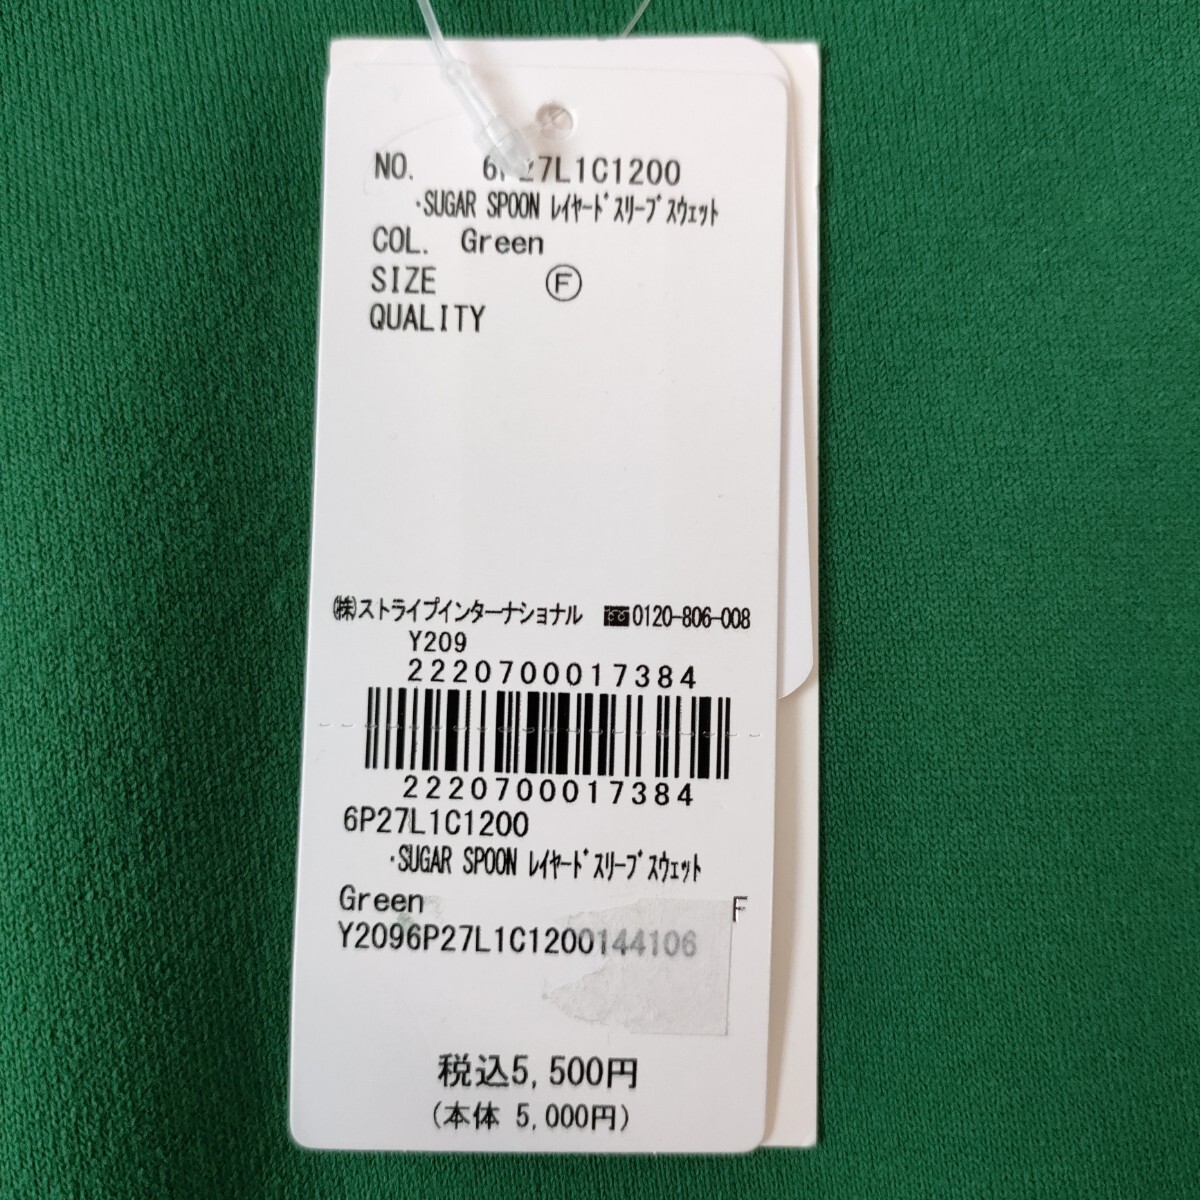 NO. 6P27L1C1200
･SUGAR SPOON ﾚｲﾔｰﾄﾞｽﾘｰﾌﾞｽｳｪｯﾄ
COL. Green
SIZE Ⓕ
QUALITY
㈱ストライプインターナショナル 0120-806-008
Y209
2220700017384
2220700017384
6P27L1C1200
･SUGAR SPOON ﾚｲﾔｰﾄﾞｽﾘｰﾌﾞｽｳｪｯﾄ
Green F
Y2096P27L1C1200144106
税込5,500円
(本体 5,000円)